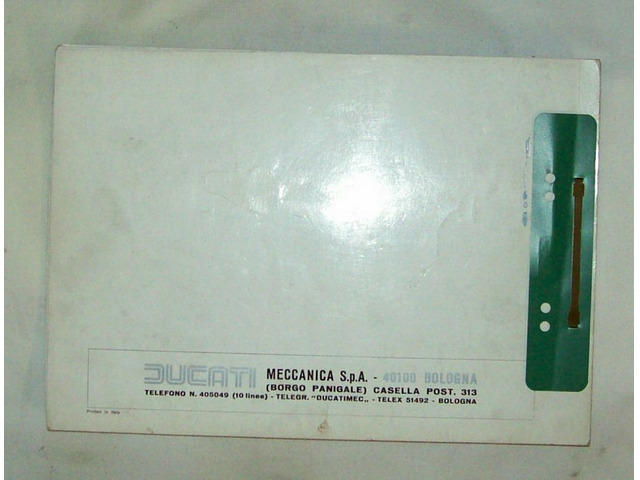 DUCATI MECCANICA S.p.A. - 40100 BOLOGNA
(BORGO PANIGALE) CASELLA POST. 313
TELEFONO N. 405049 (10 linee) - TELEGR. "DUCATIMEC„ - TELEX 51492 - BOLOGNA
Printed in Italy